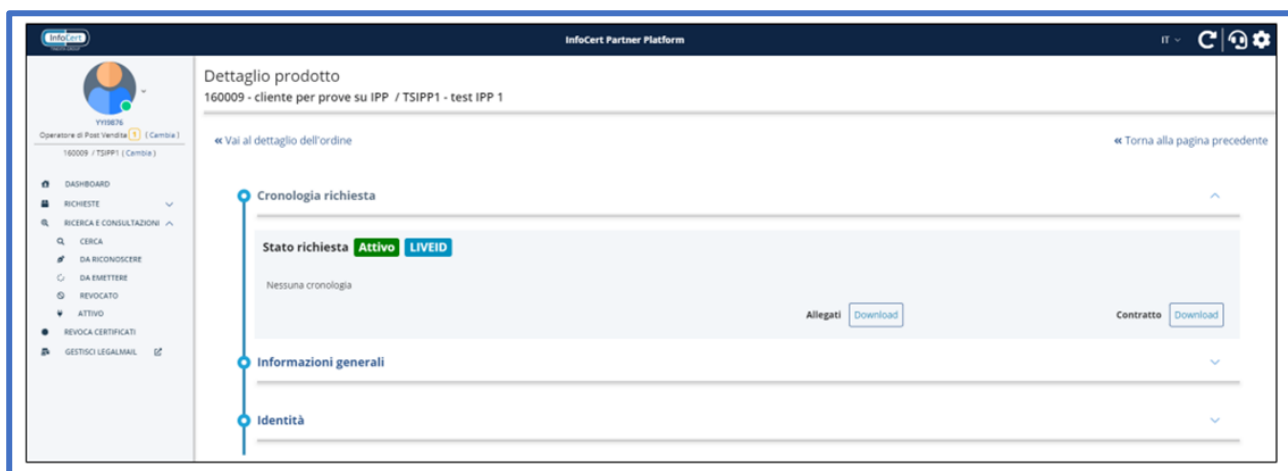 InfoCert
InfoCert Partner Platform
IT
Dettaglio prodotto
160009 - cliente per prove su IPP / TSIPP1 - test IPP 1
YYI9876
Operatore di Post Vendita 1 ( Cambia )
160009 / TSIPP1 ( Cambia )
« Vai al dettaglio dell'ordine
« Torna alla pagina precedente
DASHBOARD
RICHIESTE
RICERCA E CONSULTAZIONI
CERCA
DA RICONOSCERE
DA EMETTERE
REVOCATO
ATTIVO
REVOCA CERTIFICATI
GESTISCI LEGALMAIL
Cronologia richiesta
Stato richiesta Attivo LIVEID
Nessuna cronologia
Allegati Download
Contratto Download
Informazioni generali
Identità